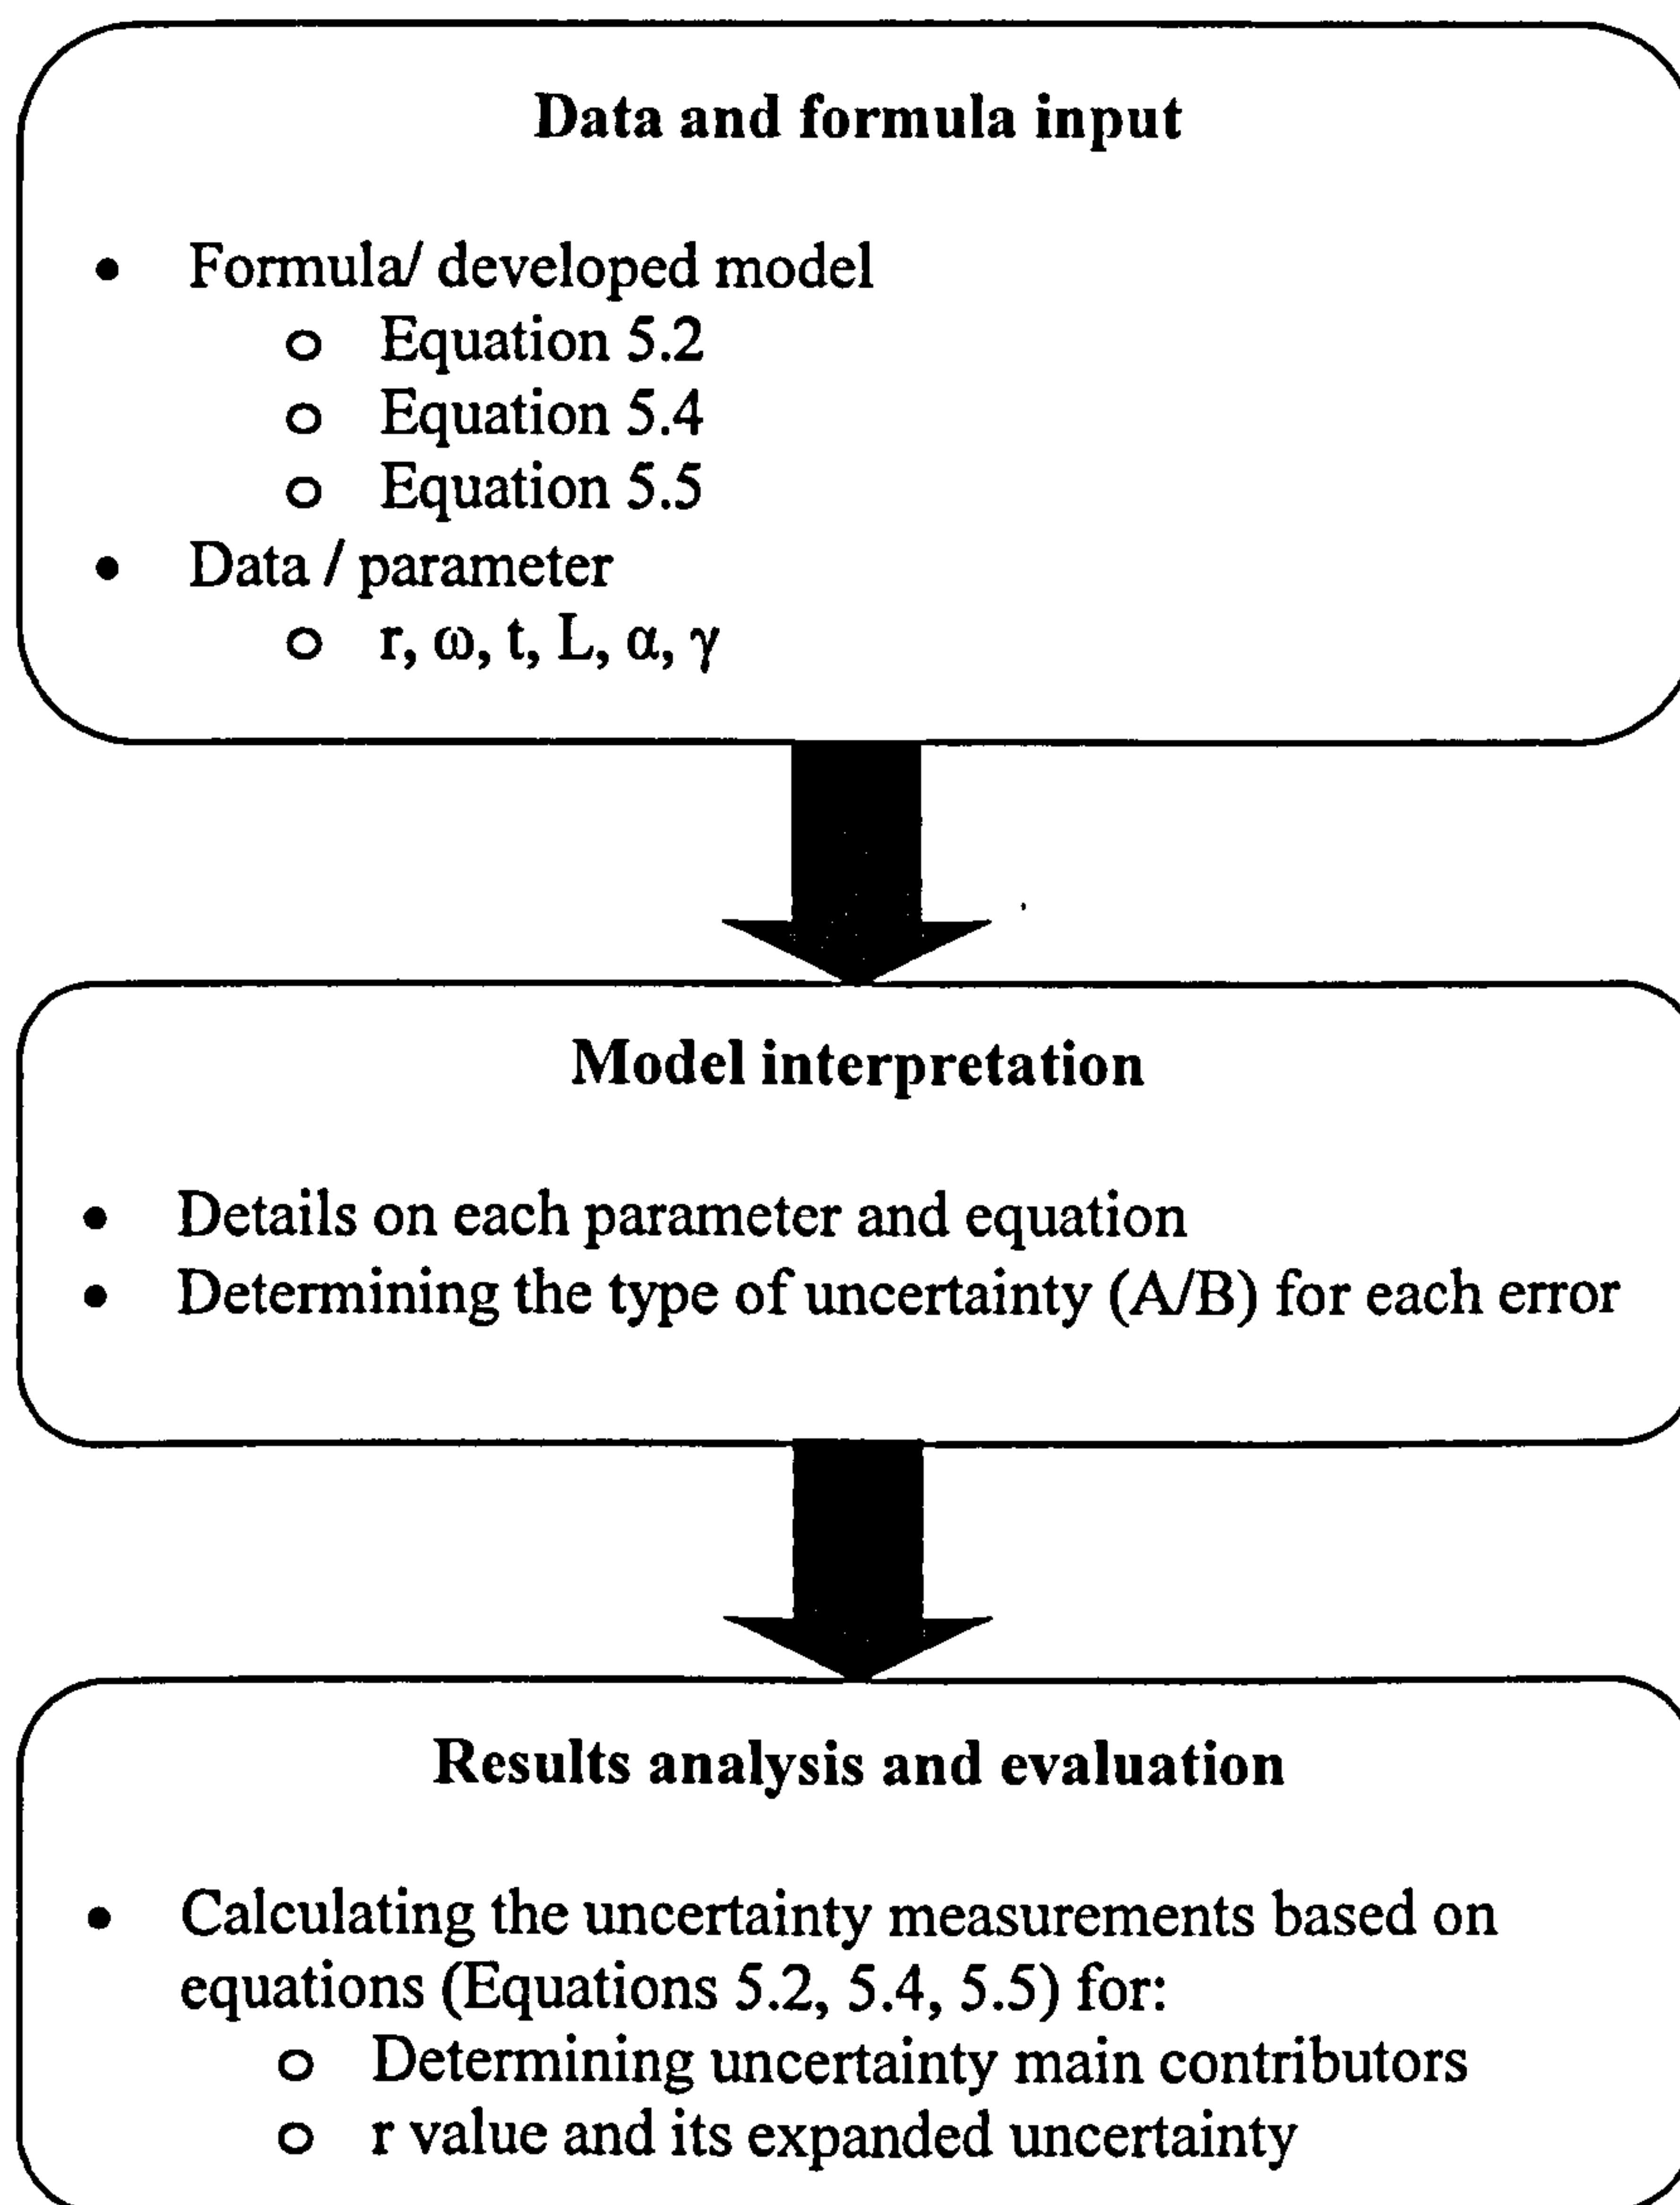 Data and formula input
• Formula/ developed model
o Equation 5.2
o Equation 5.4
o Equation 5.5
• Data / parameter
o r, ω, t, L, α, γ
Model interpretation
• Details on each parameter and equation
• Determining the type of uncertainty (A/B) for each error
Results analysis and evaluation
• Calculating the uncertainty measurements based on
equations (Equations 5.2, 5.4, 5.5) for:
o Determining uncertainty main contributors
o r value and its expanded uncertainty